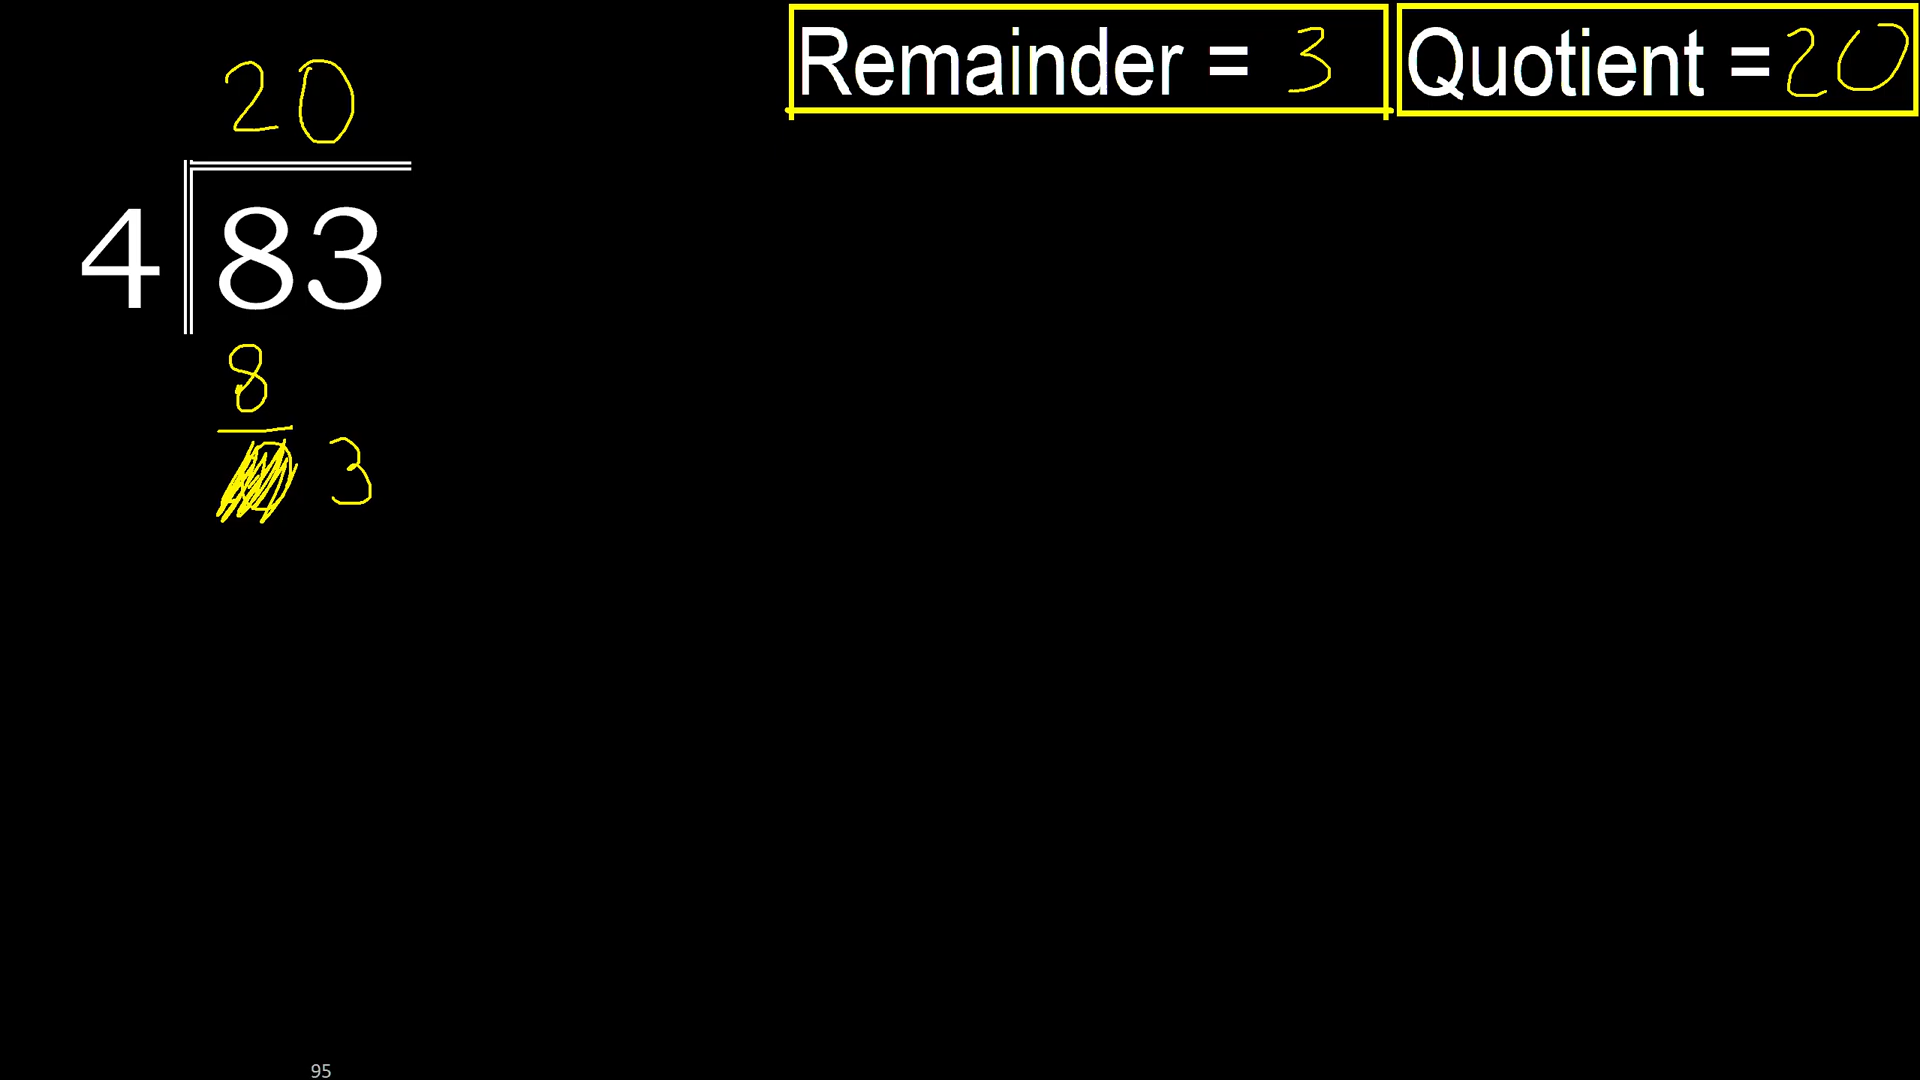 Remainder = 3
Quotient = 20
20
4 83
8
3
95